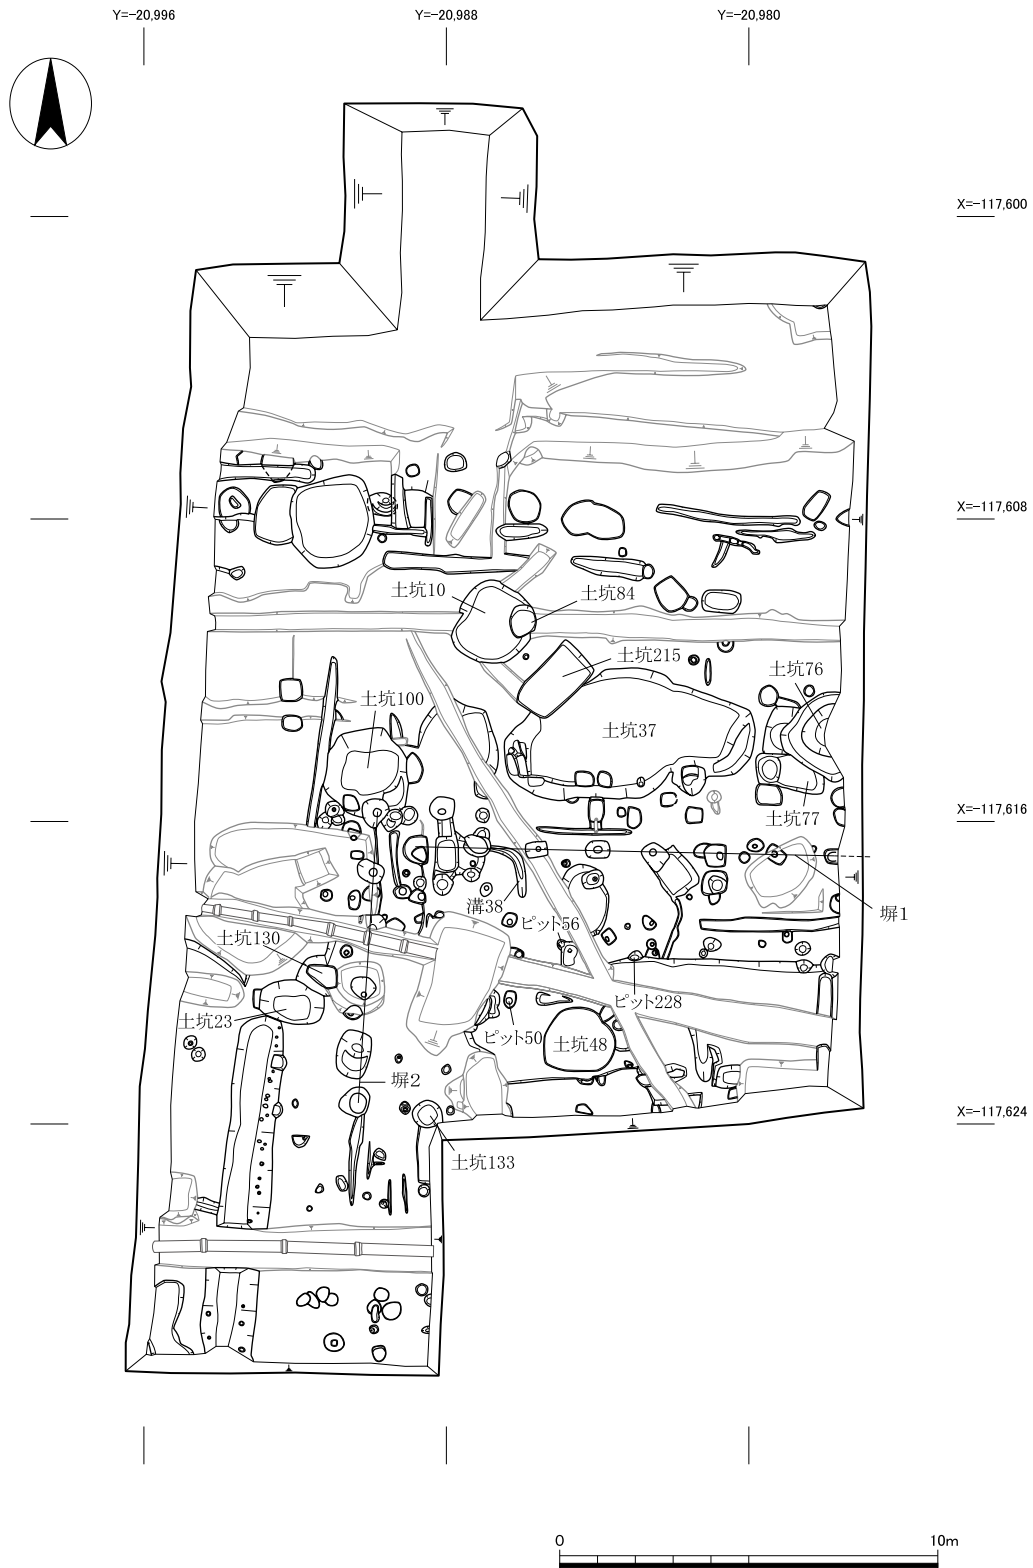 Y=-20,996
Y=-20,988
Y=-20,980
X=-117,600
X=-117,608
土坑10
土坑84
土坑215
土坑76
土坑100
土坑37
X=-117,616
土坑77
溝38
塀1
ピット56
土坑130
ピット228
土坑23
ピット50
土坑48
塀2
X=-117,624
土坑133
0
10m